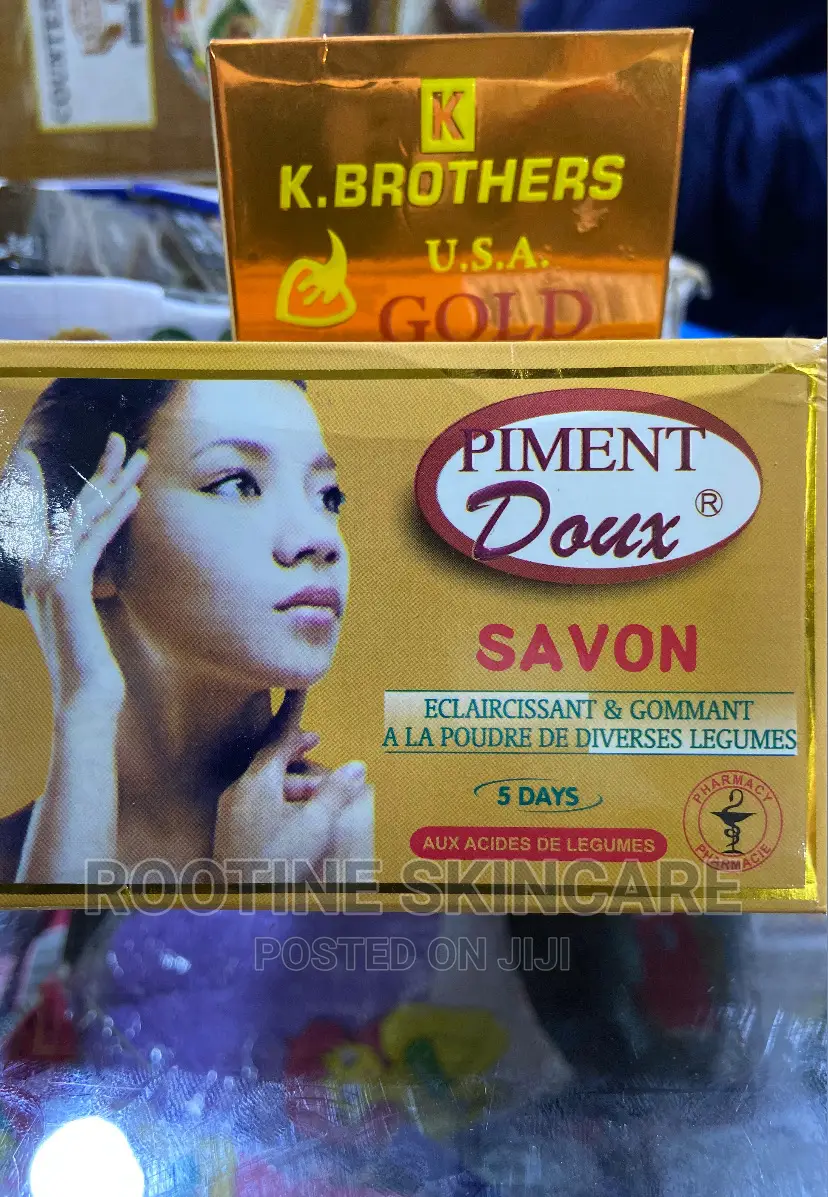 COUNTER
K
K.BROTHERS
U.S.A.
GOLD
PIMENT
Doux ®
SAVON
ECLAIRCISSANT & GOMMANT
A LA POUDRE DE DIVERSES LEGUMES
5 DAYS
AUX ACIDES DE LEGUMES
PHARMACY
PHARMACIE
ROOTINE SKINCARE
POSTED ON JIJI